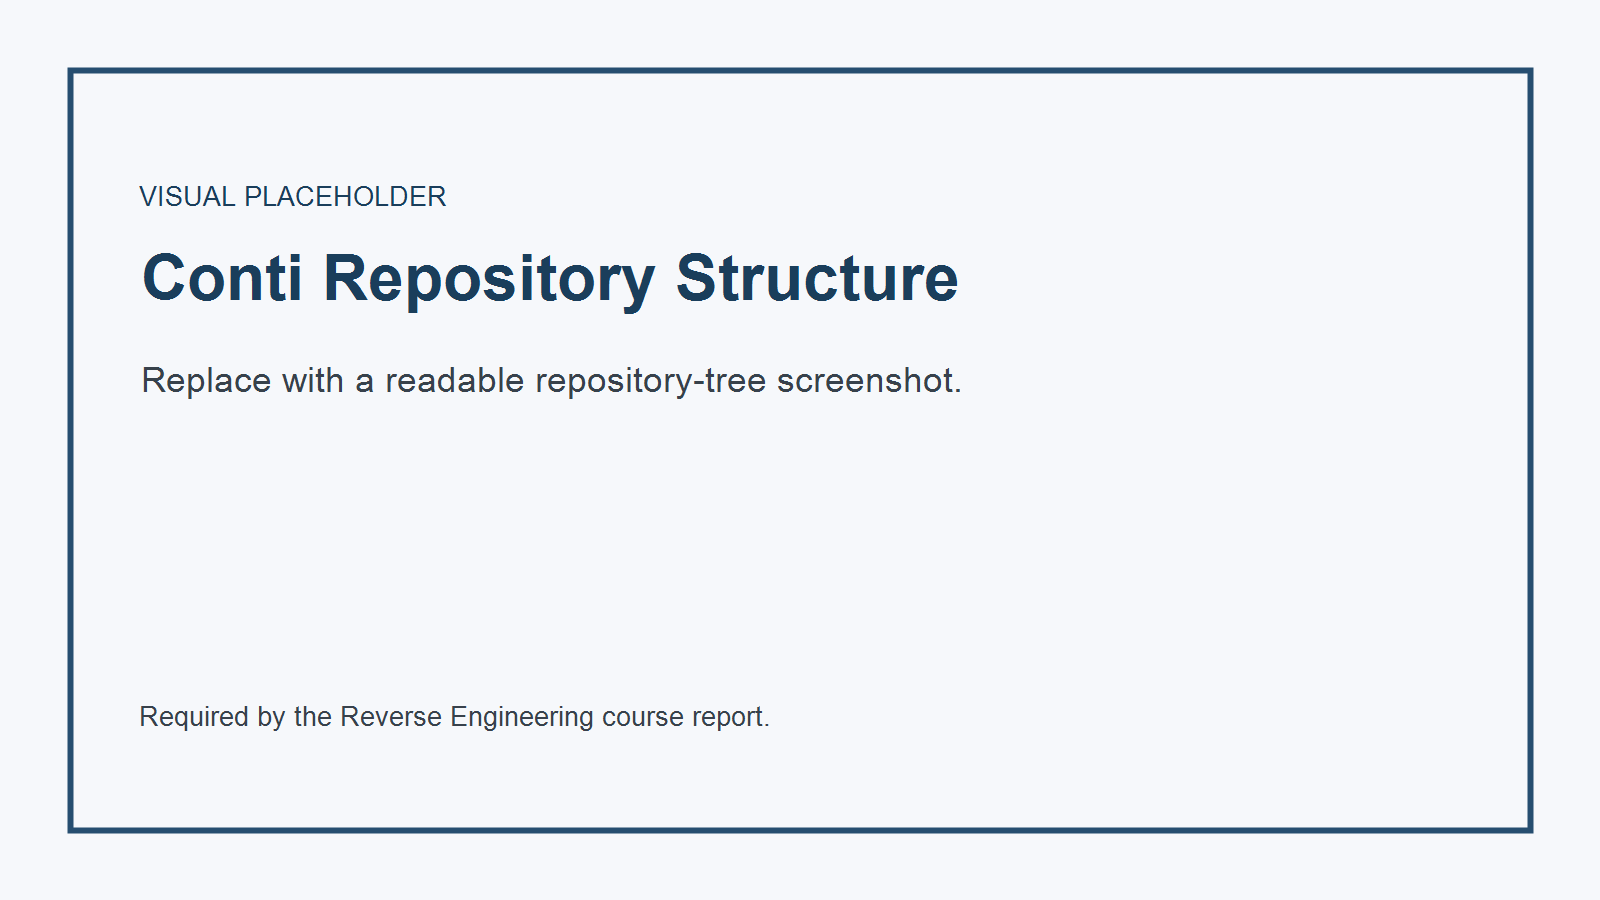 VISUAL PLACEHOLDER
Conti Repository Structure
Replace with a readable repository-tree screenshot.
Required by the Reverse Engineering course report.